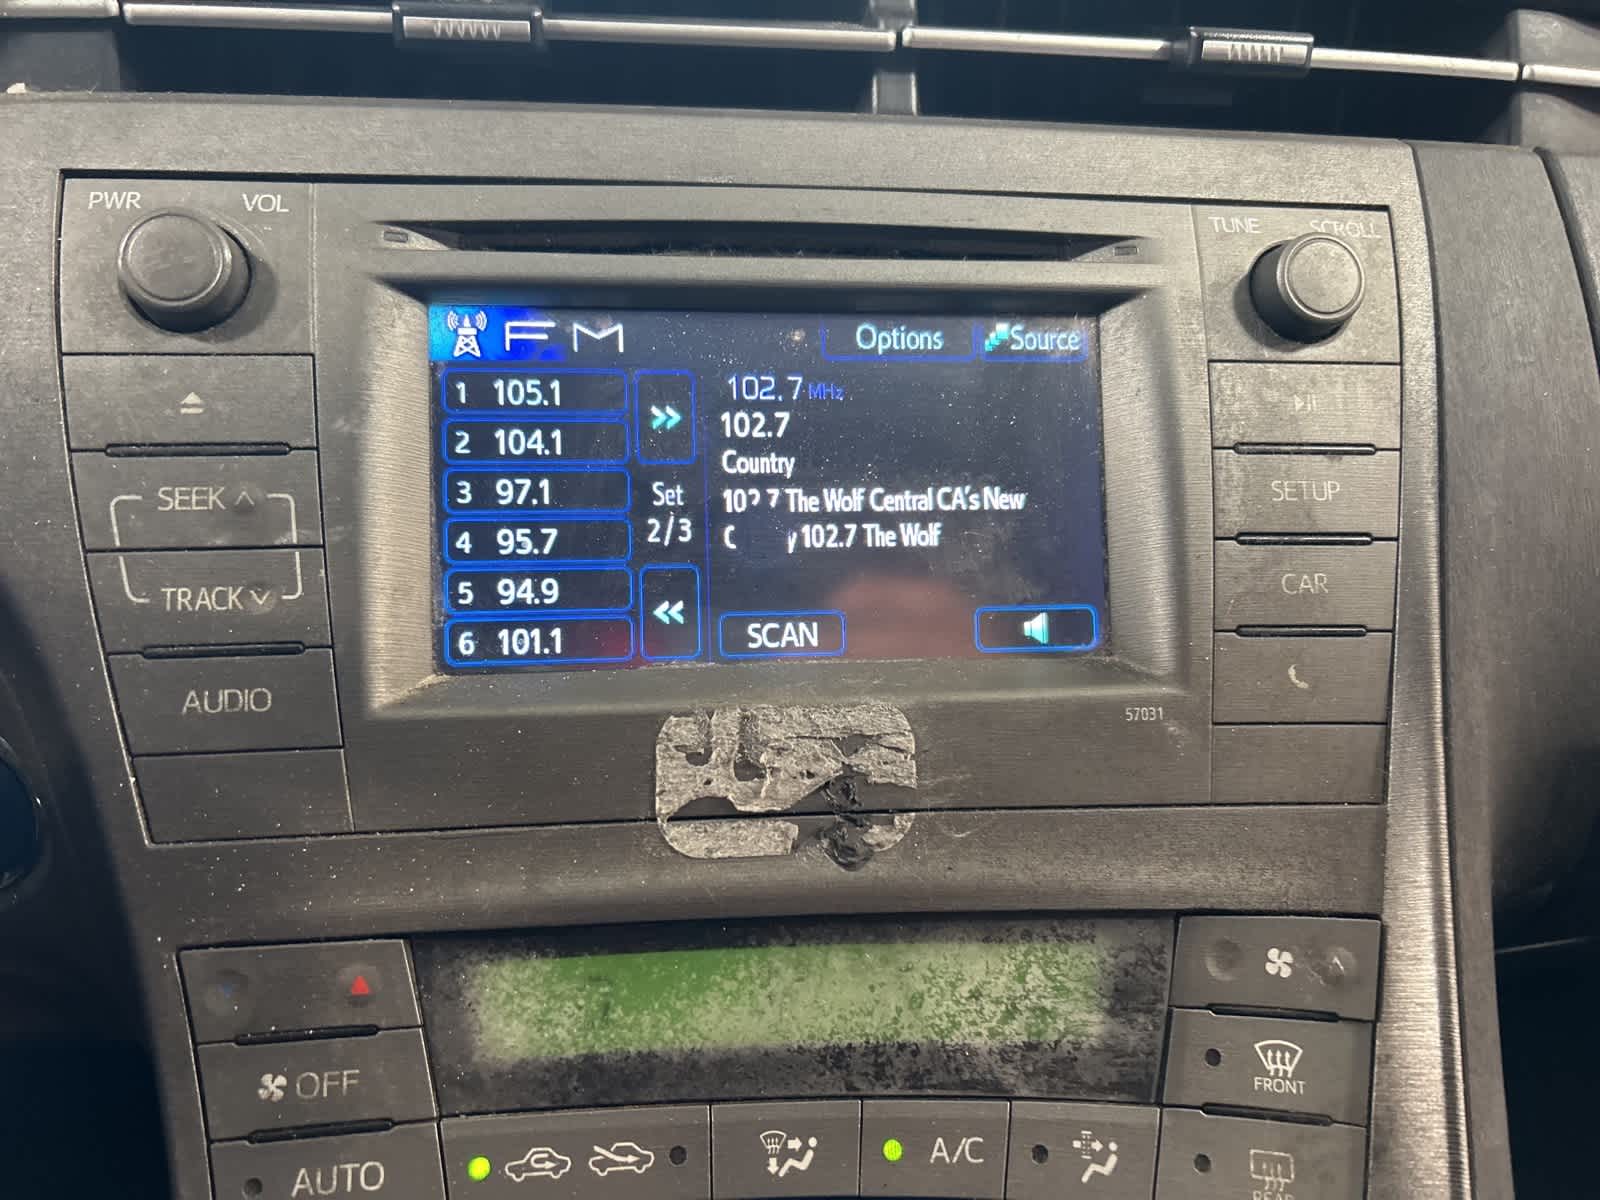 PWR VOL
TUNE SCROLL
FM
Options
Source
1 105.1
2 104.1
3 97.1
4 95.7
5 94.9
6 101.1
Set
2/3
102.7 MHz
102.7
Country
The Wolf Central CA's New
102.7 The Wolf
SCAN
SEEK
TRACK
AUDIO
SETUP
CAR
57031
OFF
AUTO
A/C
FRONT
REAR